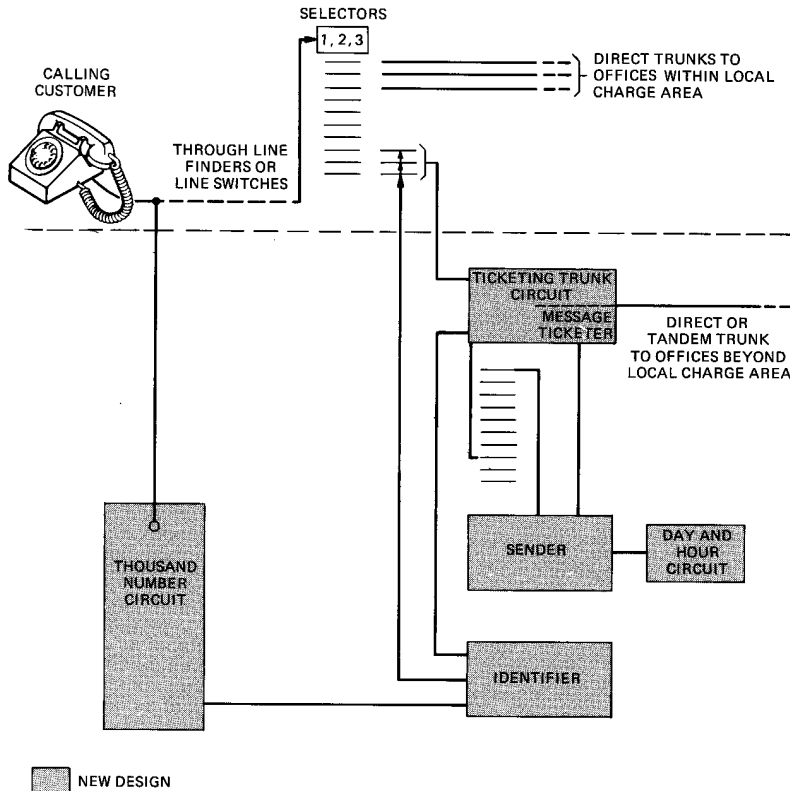 SELECTORS
1, 2, 3
DIRECT TRUNKS TO
OFFICES WITHIN LOCAL
CHARGE AREA
CALLING
CUSTOMER
THROUGH LINE
FINDERS OR
LINE SWITCHES
TICKETING TRUNK
CIRCUIT
MESSAGE
TICKETER
DIRECT OR
TANDEM TRUNK
TO OFFICES BEYOND
LOCAL CHARGE AREA
THOUSAND
NUMBER
CIRCUIT
SENDER
DAY AND
HOUR
CIRCUIT
IDENTIFIER
NEW DESIGN